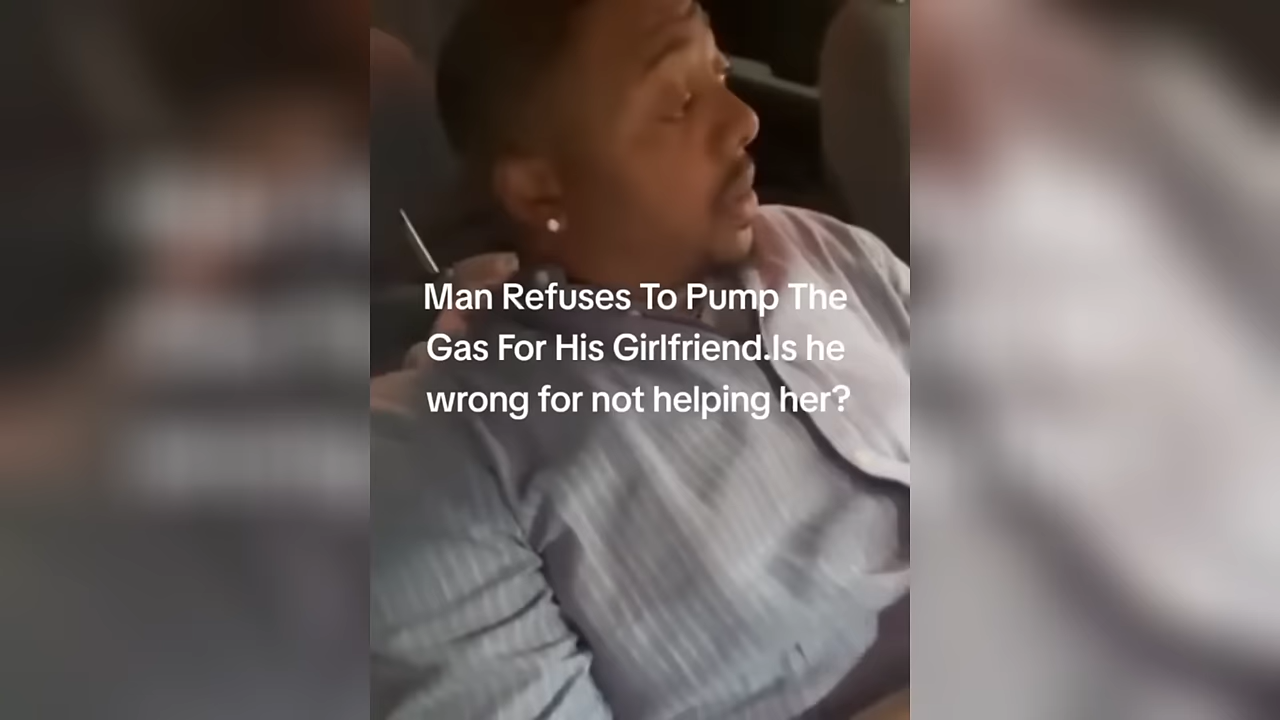 Man Refuses To Pump The
Gas For His Girlfriend.Is he
wrong for not helping her?